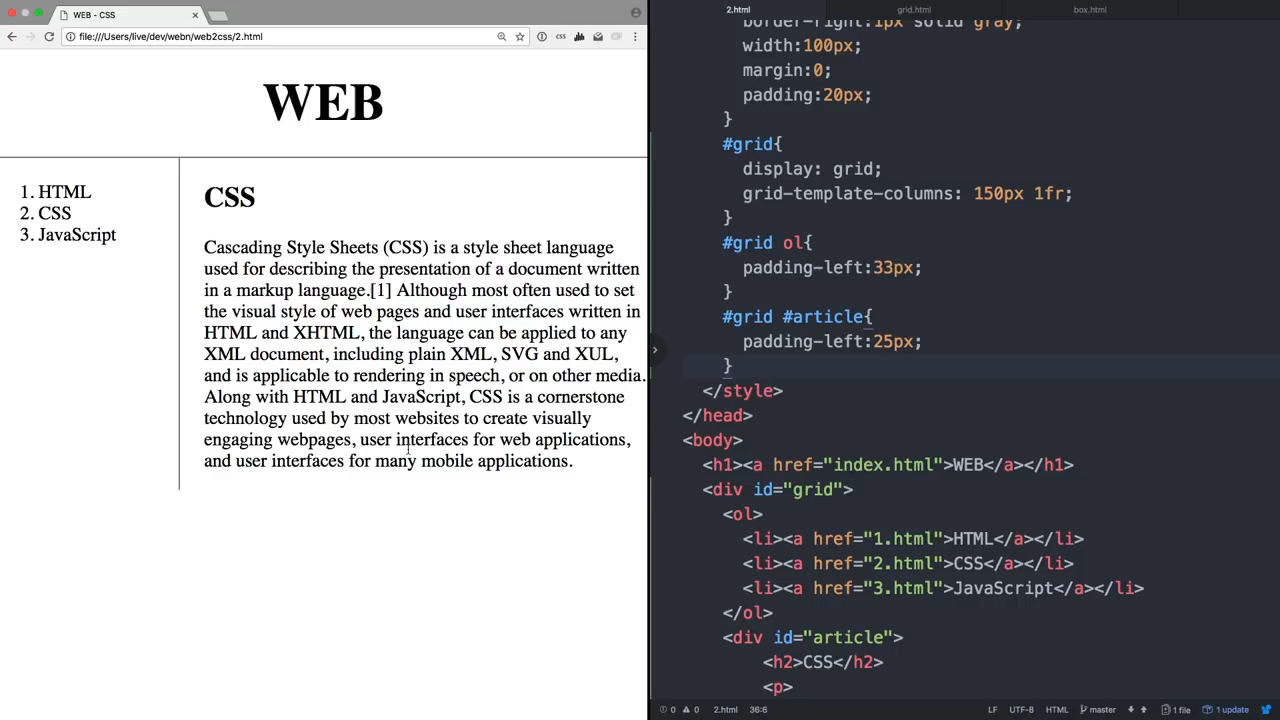 WEB - CSS
file:///Users/live/dev/webn/web2css/2.html
css
WEB
1. HTML
2. CSS
3. JavaScript
CSS
Cascading Style Sheets (CSS) is a style sheet language
used for describing the presentation of a document written
in a markup language.[1] Although most often used to set
the visual style of web pages and user interfaces written in
HTML and XHTML, the language can be applied to any
XML document, including plain XML, SVG and XUL,
and is applicable to rendering in speech, or on other media.
Along with HTML and JavaScript, CSS is a cornerstone
technology used by most websites to create visually
engaging webpages, user interfaces for web applications,
and user interfaces for many mobile applications.
2.html
grid.html
box.html
border-right:1px solid gray;
width:100px;
margin:0;
padding:20px;
}
#grid{
display: grid;
grid-template-columns: 150px 1fr;
}
#grid ol{
padding-left:33px;
}
#grid #article{
padding-left:25px;
}
</style>
</head>
<body>
<h1><a href="index.html">WEB</a></h1>
<div id="grid">
<ol>
<li><a href="1.html">HTML</a></li>
<li><a href="2.html">CSS</a></li>
<li><a href="3.html">JavaScript</a></li>
</ol>
<div id="article">
<h2>CSS</h2>
<p>
0 0 2.html 36:6 LF UTF-8 HTML master 1 file 1 update